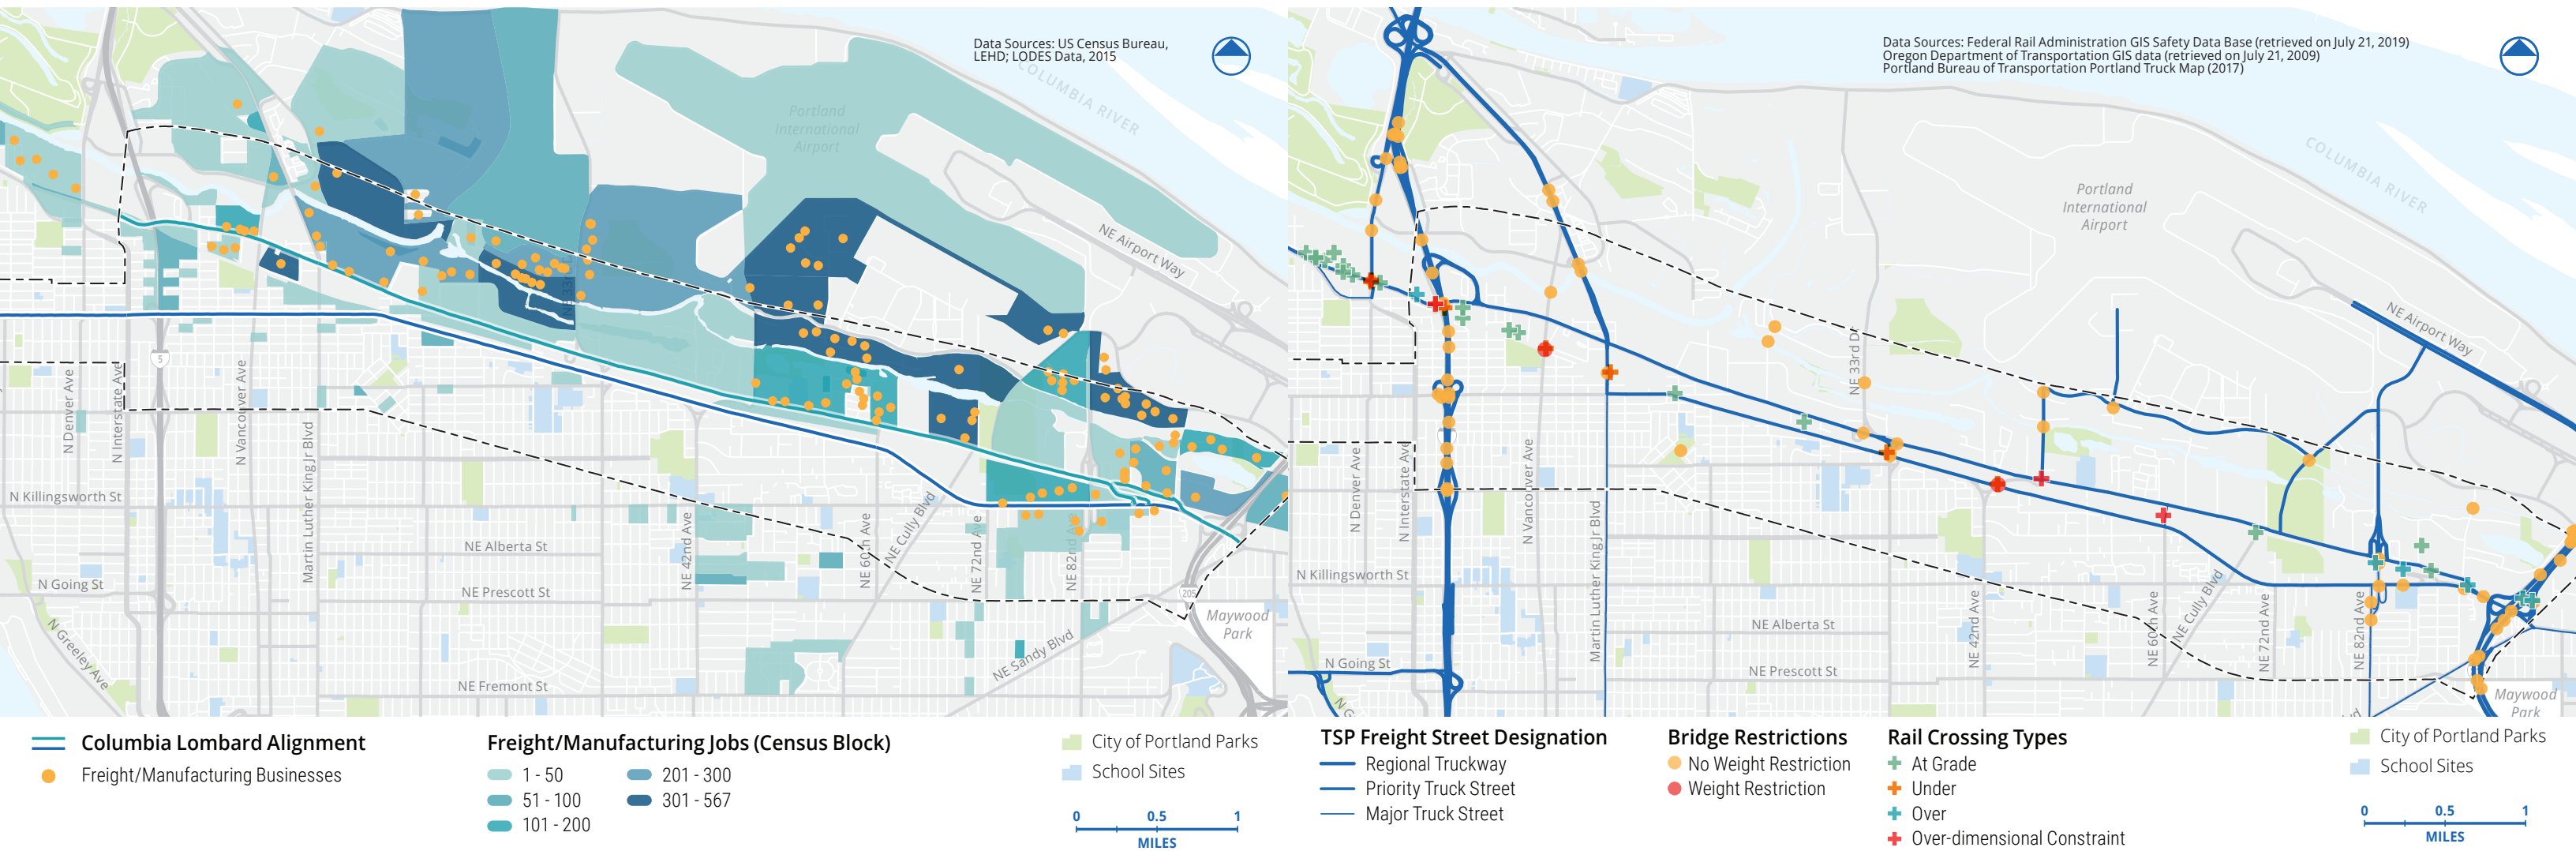 Data Sources: US Census Bureau,
LEHD; LODES Data, 2015
COLUMBIA RIVER
Portland
International
Airport
NE Airport Way
NE 33rd
5
N Denver Ave
N Interstate Ave
N Vancouver Ave
Martin Luther King Jr Blvd
N Killingsworth St
NE 42nd Ave
NE 60th Ave
NE Cully Blvd
NE 72nd Ave
NE 82nd Ave
NE Alberta St
N Going St
NE Prescott St
205
Maywood
Park
N Greeley Ave
NE Sandy Blvd
NE Fremont St
Columbia Lombard Alignment
Freight/Manufacturing Businesses
Freight/Manufacturing Jobs (Census Block)
1 - 50
51 - 100
101 - 200
201 - 300
301 - 567
City of Portland Parks
School Sites
0 0.5 1
MILES
Data Sources: Federal Rail Administration GIS Safety Data Base (retrieved on July 21, 2019)
Oregon Department of Transportation GIS data (retrieved on July 21, 2009)
Portland Bureau of Transportation Portland Truck Map (2017)
COLUMBIA RIVER
Portland
International
Airport
NE Airport Way
NE 33rd Dr
N Denver Ave
N Interstate Ave
N Vancouver Ave
Martin Luther King Jr Blvd
N Killingsworth St
NE 42nd Ave
NE 60th Ave
NE Cully Blvd
NE 72nd Ave
NE 82nd Ave
NE Alberta St
N Going St
NE Prescott St
Maywood
Park
N G
vd
TSP Freight Street Designation
Regional Truckway
Priority Truck Street
Major Truck Street
Bridge Restrictions
No Weight Restriction
Weight Restriction
Rail Crossing Types
At Grade
Under
Over
Over-dimensional Constraint
City of Portland Parks
School Sites
0 0.5 1
MILES